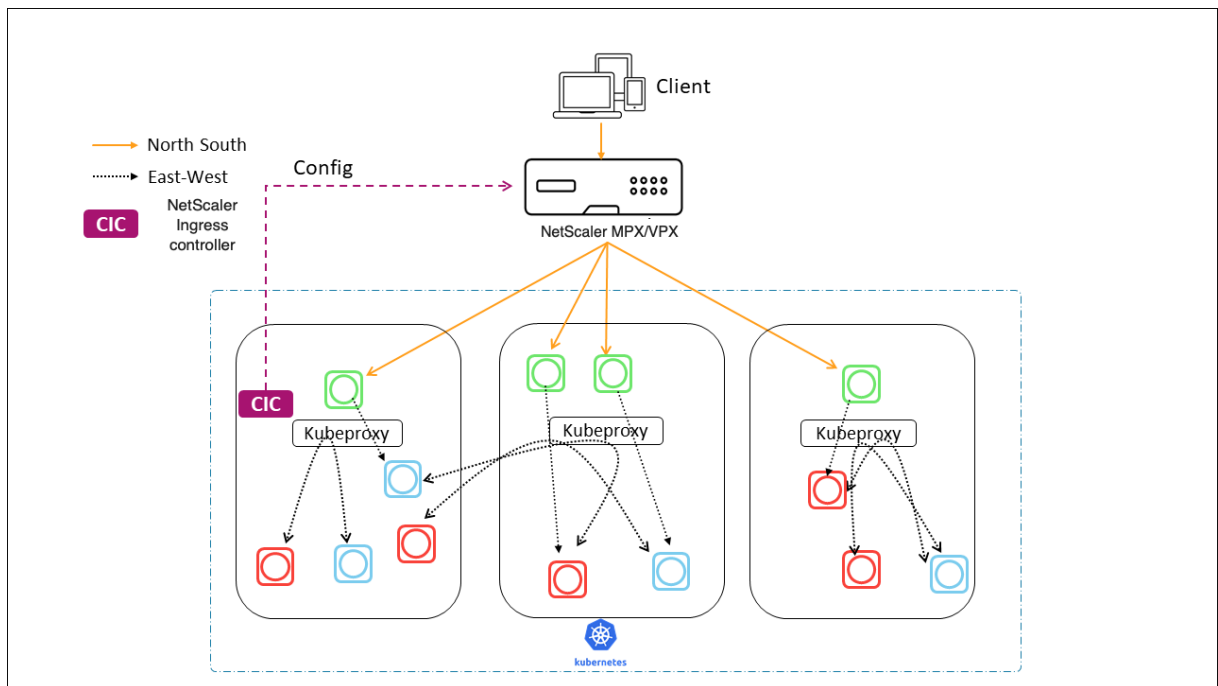 Client
North South
Config
East-West
CIC
NetScaler
Ingress
controller
NetScaler MPX/VPX
CIC
Kubeproxy
Kubeproxy
Kubeproxy
kubernetes